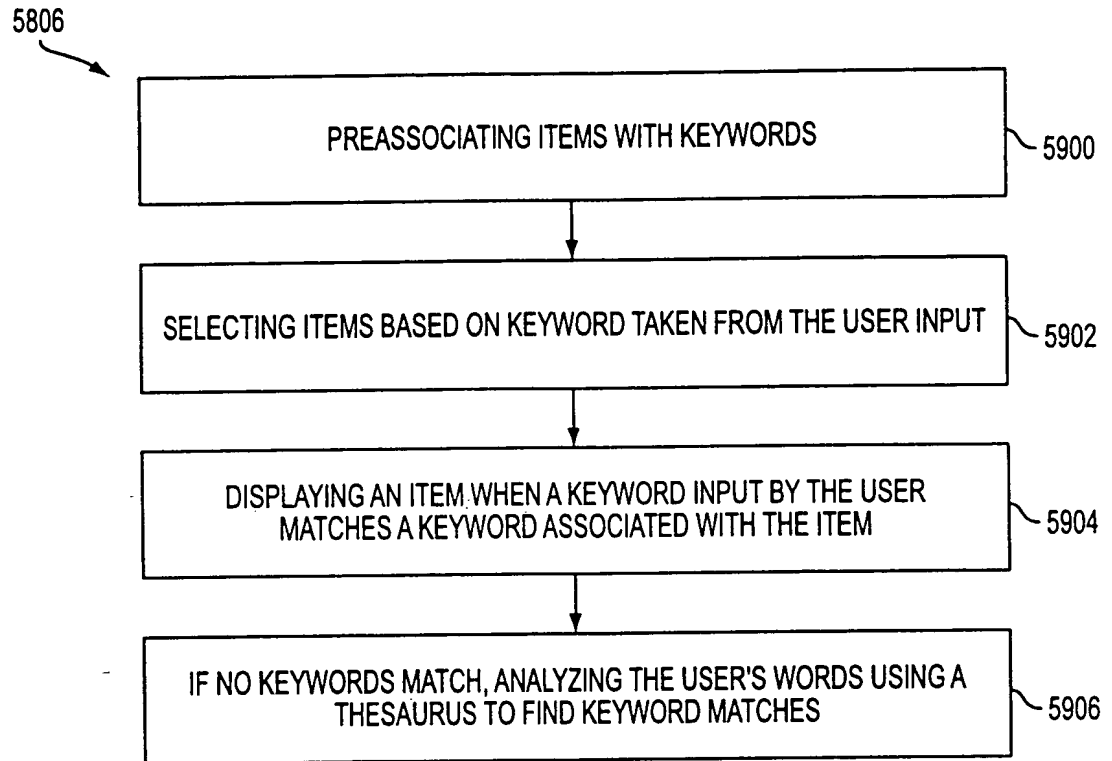 5806
PREASSOCIATING ITEMS WITH KEYWORDS
5900
SELECTING ITEMS BASED ON KEYWORD TAKEN FROM THE USER INPUT
5902
DISPLAYING AN ITEM WHEN A KEYWORD INPUT BY THE USER
MATCHES A KEYWORD ASSOCIATED WITH THE ITEM
5904
IF NO KEYWORDS MATCH, ANALYZING THE USER'S WORDS USING A
THESAURUS TO FIND KEYWORD MATCHES
5906